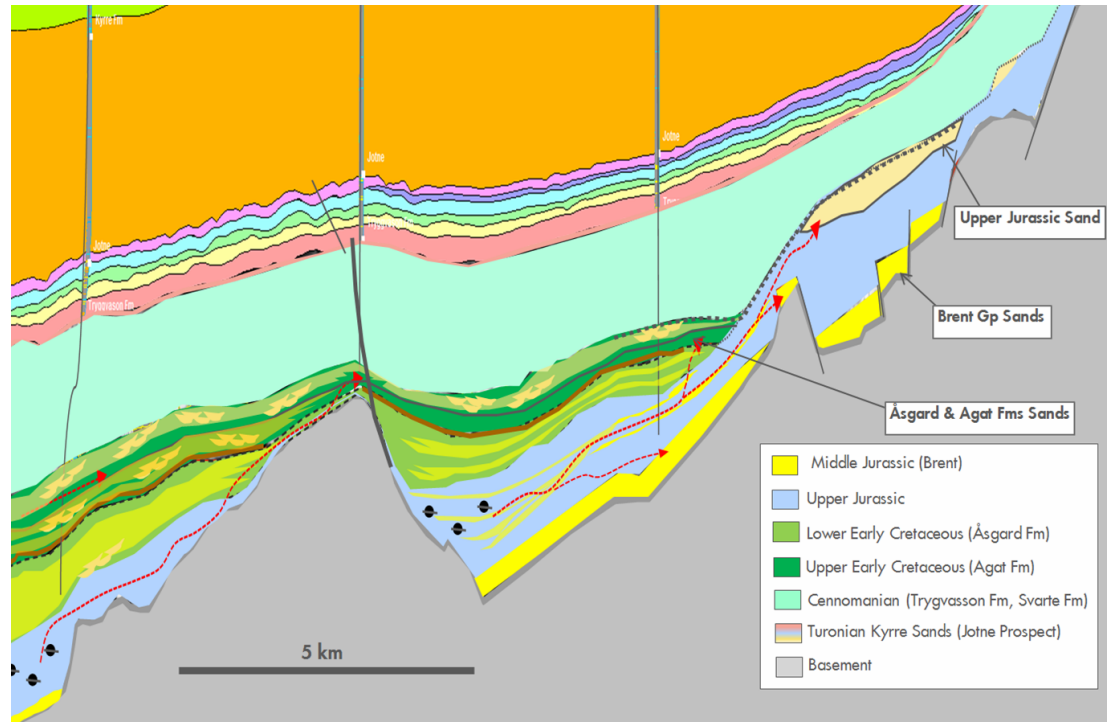 Kyrre Fm
Jotne
Jotne
Jotne
Trygvason Fm
Upper Jurassic Sand
Brent Gp Sands
Åsgard & Agat Fms Sands
Middle Jurassic (Brent)
Upper Jurassic
Lower Early Cretaceous (Åsgard Fm)
Upper Early Cretaceous (Agat Fm)
Cennomanian (Trygvasson Fm, Svarte Fm)
Turonian Kyrre Sands (Jotne Prospect)
Basement
5 km